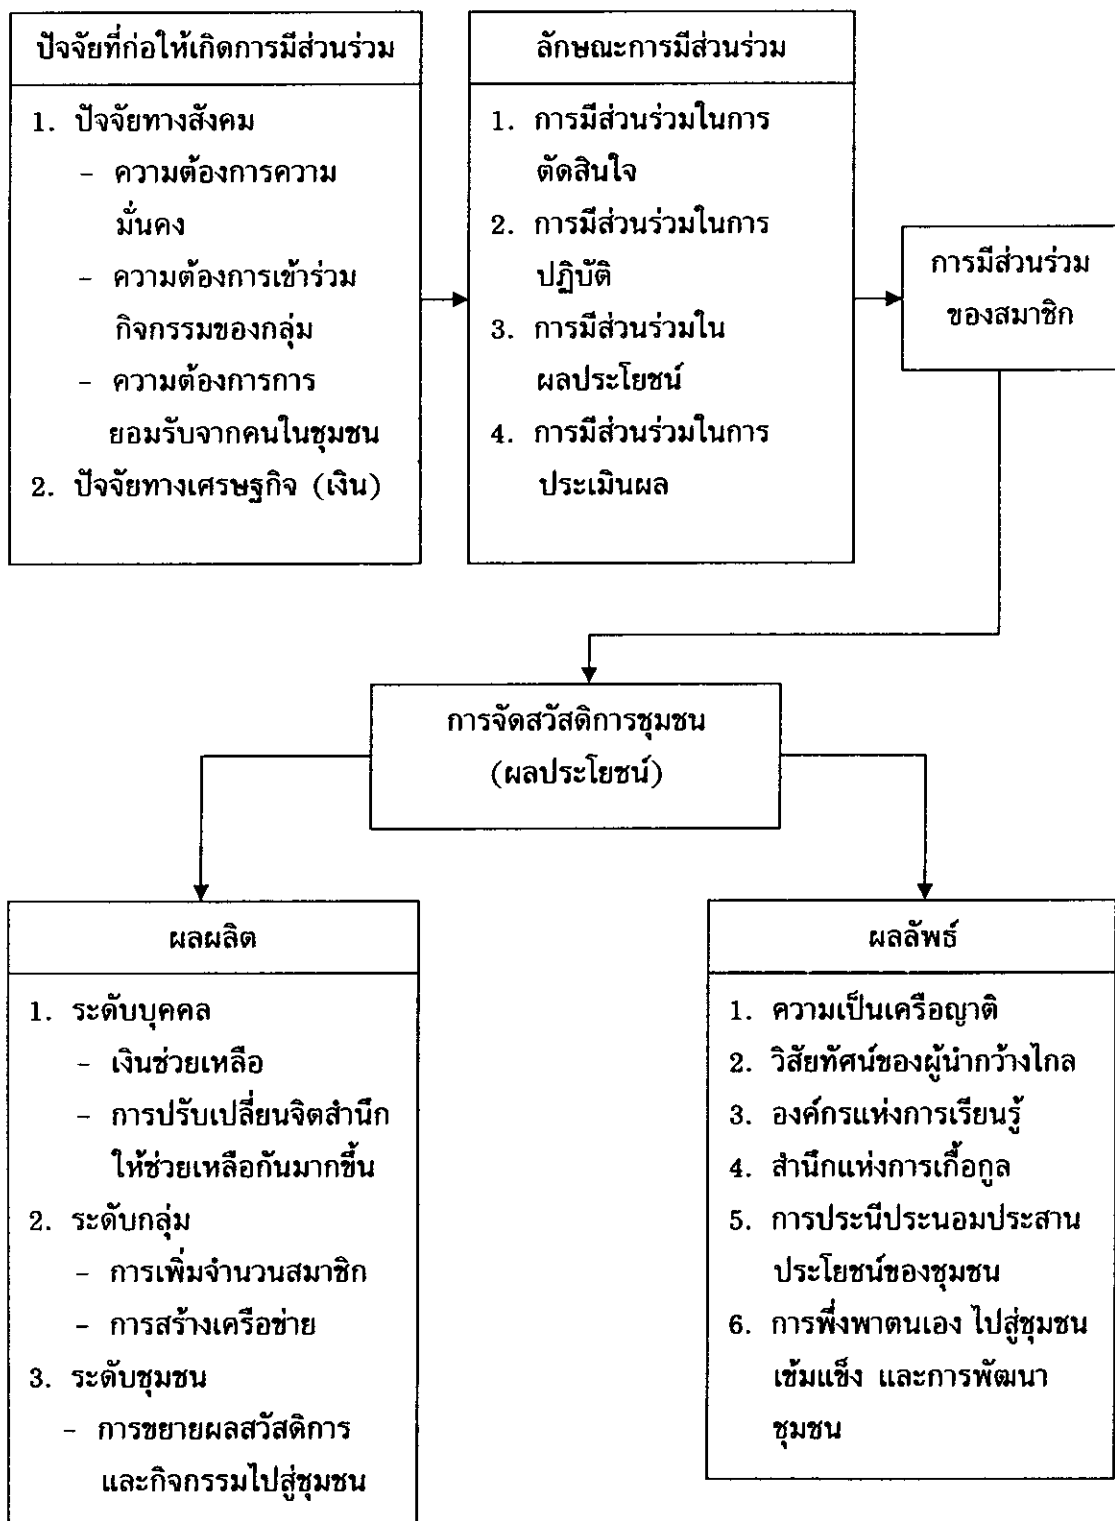 ปัจจัยที่ก่อให้เกิดการมีส่วนร่วม
1. ปัจจัยทางสังคม
- ความต้องการความ
มั่นคง
- ความต้องการเข้าร่วม
กิจกรรมของกลุ่ม
- ความต้องการการ
ยอมรับจากคนในชุมชน
2. ปัจจัยทางเศรษฐกิจ (เงิน)
ลักษณะการมีส่วนร่วม
1. การมีส่วนร่วมในการ
ตัดสินใจ
2. การมีส่วนร่วมในการ
ปฏิบัติ
3. การมีส่วนร่วมใน
ผลประโยชน์
4. การมีส่วนร่วมในการ
ประเมินผล
การมีส่วนร่วม
ของสมาชิก
การจัดสวัสดิการชุมชน
(ผลประโยชน์)
ผลผลิต
1. ระดับบุคคล
- เงินช่วยเหลือ
- การปรับเปลี่ยนจิตสำนึก
ให้ช่วยเหลือกันมากขึ้น
2. ระดับกลุ่ม
- การเพิ่มจำนวนสมาชิก
- การสร้างเครือข่าย
3. ระดับชุมชน
- การขยายผลสวัสดิการ
และกิจกรรมไปสู่ชุมชน
ผลลัพธ์
1. ความเป็นเครือญาติ
2. วิสัยทัศน์ของผู้นำกว้างไกล
3. องค์กรแห่งการเรียนรู้
4. สำนึกแห่งการเกื้อกูล
5. การประนีประนอมประสาน
ประโยชน์ของชุมชน
6. การพึ่งพาตนเอง ไปสู่ชุมชน
เข้มแข็ง และการพัฒนา
ชุมชน